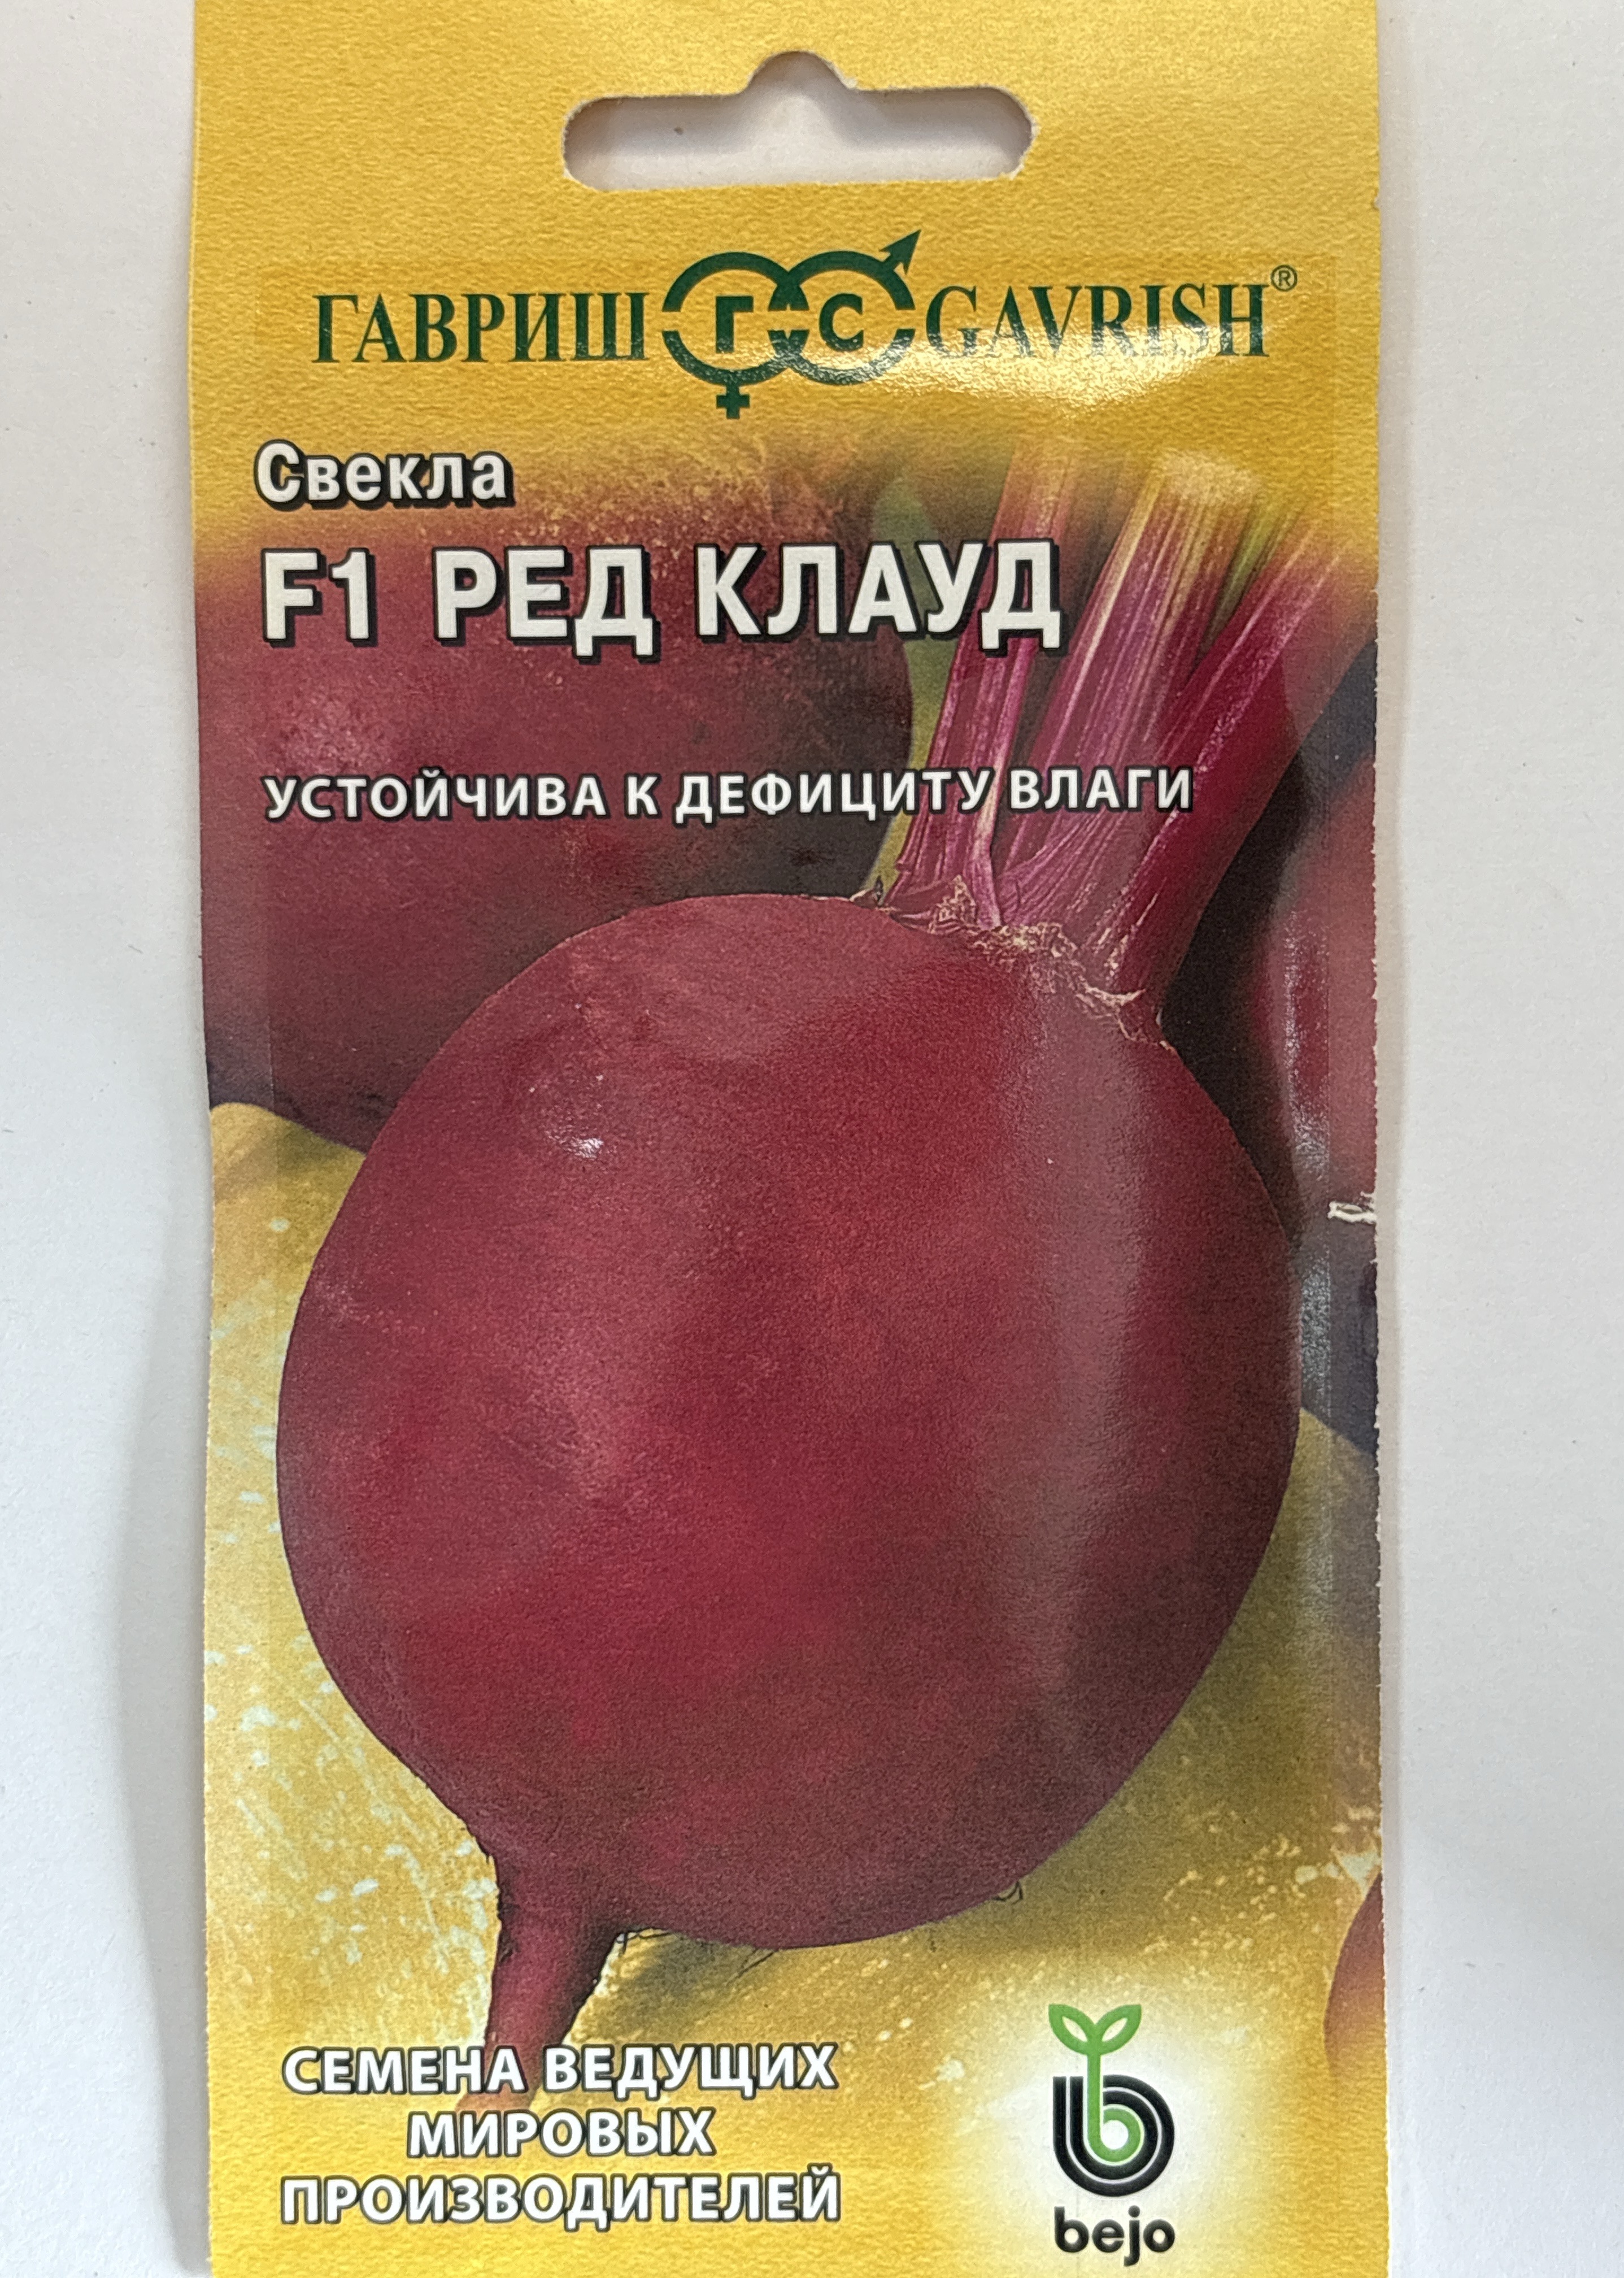 ГАВРИШ ГС GAVRISH®
Свекла
F1 РЕД КЛАУД
УСТОЙЧИВА К ДЕФИЦИТУ ВЛАГИ
СЕМЕНА ВЕДУЩИХ
МИРОВЫХ
ПРОИЗВОДИТЕЛЕЙ
b
bejo